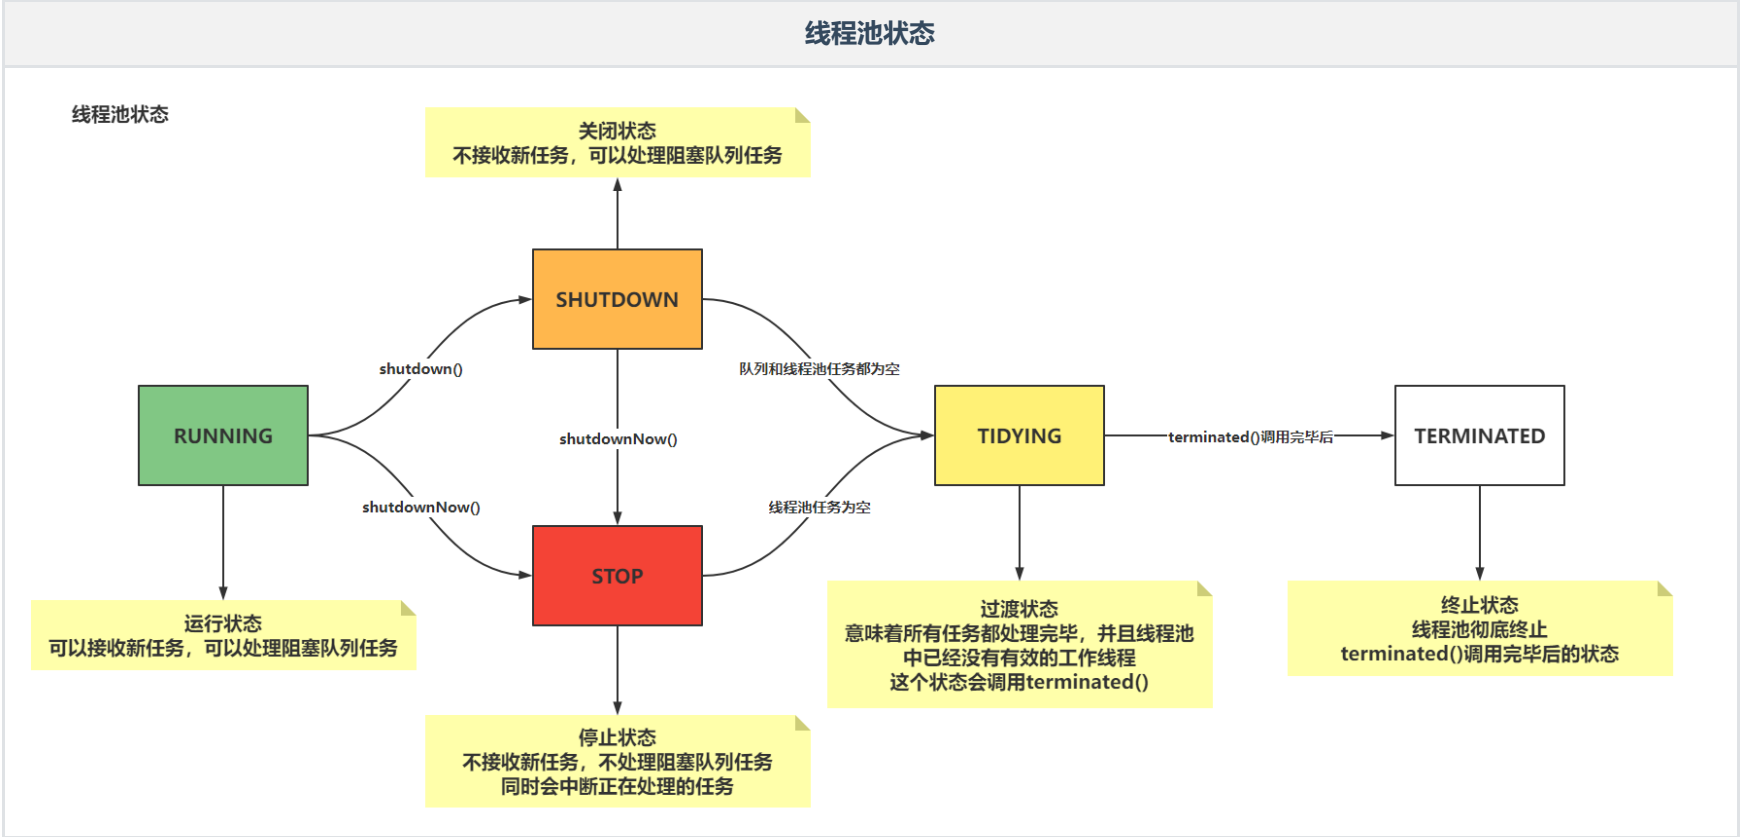 线程池状态
线程池状态
关闭状态
不接收新任务，可以处理阻塞队列任务
SHUTDOWN
shutdown()
队列和线程池任务都为空
RUNNING
shutdownNow()
TIDYING
terminated()调用完毕后
TERMINATED
shutdownNow()
线程池任务为空
STOP
运行状态
可以接收新任务，可以处理阻塞队列任务
过渡状态
意味着所有任务都处理完毕，并且线程池
中已经没有有效的工作线程
这个状态会调用terminated()
终止状态
线程池彻底终止
terminated()调用完毕后的状态
停止状态
不接收新任务，不处理阻塞队列任务
同时会中断正在处理的任务